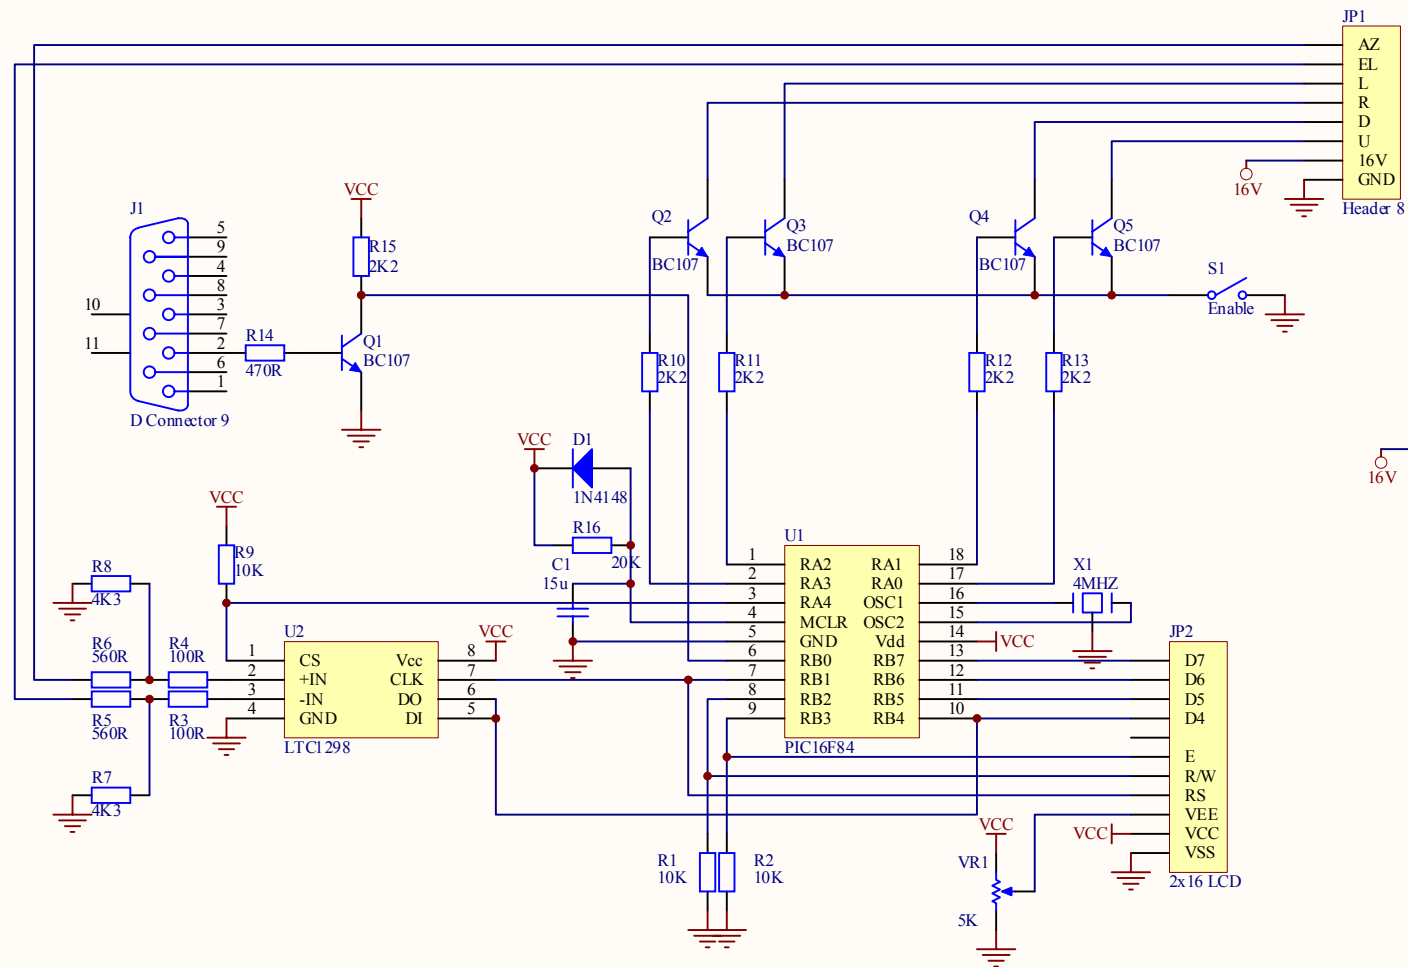 JP1
AZ
EL
L
R
D
U
16V
GND
Header 8
16V
VCC
J1
5
9
4
8
3
7
2
6
1
10
11
D Connector 9
R15
2K2
R14
470R
Q1
BC107
Q2
BC107
Q3
BC107
Q4
BC107
Q5
BC107
S1
Enable
R10
2K2
R11
2K2
R12
2K2
R13
2K2
16V
VCC
D1
1N4148
R16
20K
C1
15u
VCC
R9
10K
R8
4K3
R6
560R
R4
100R
R5
560R
R3
100R
R7
4K3
U2
VCC
1
CS
Vcc
8
2
+IN
CLK
7
3
-IN
DO
6
4
GND
DI
5
LTC1298
U1
1
RA2
RA1
18
2
RA3
RA0
17
3
RA4
OSC1
16
4
MCLR
OSC2
15
5
GND
Vdd
14
6
RB0
RB7
13
7
RB1
RB6
12
8
RB2
RB5
11
9
RB3
RB4
10
PIC16F84
VCC
X1
4MHZ
JP2
D7
D6
D5
D4
E
R/W
RS
VEE
VCC
VCC
VSS
2x16 LCD
R1
10K
R2
10K
VCC
VR1
5K